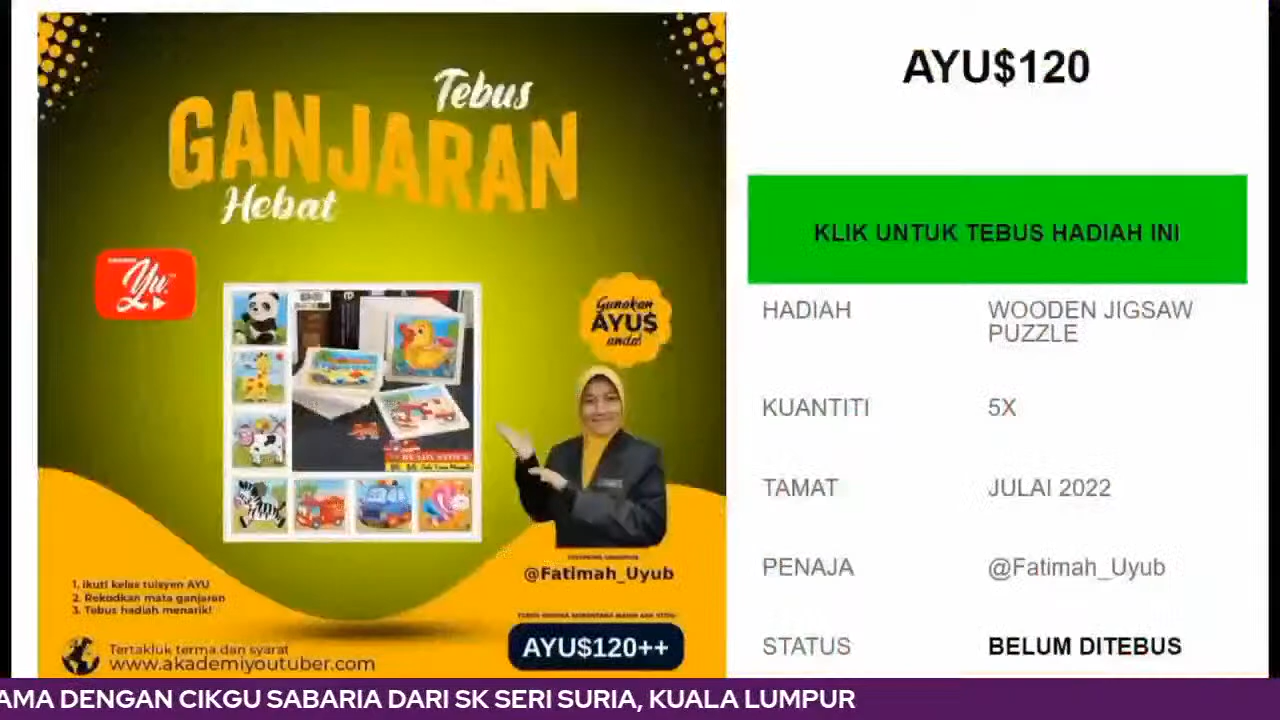 Tebus
GANJARAN
Hebat
Yu
Gunakan
AYU$
anda!
@Fatimah_Uyub
1. Ikuti kelas tuisyen AYU
2. Rekodkan mata ganjaran
3. Tebus hadiah menarik!
Tertakluk terma dan syarat
www.akademiyoutuber.com
AYU$120++
AYU$120
KLIK UNTUK TEBUS HADIAH INI
HADIAH WOODEN JIGSAW
PUZZLE
KUANTITI 5X
TAMAT JULAI 2022
PENAJA @Fatimah_Uyub
STATUS BELUM DITEBUS
AMA DENGAN CIKGU SABARIA DARI SK SERI SURIA, KUALA LUMPUR